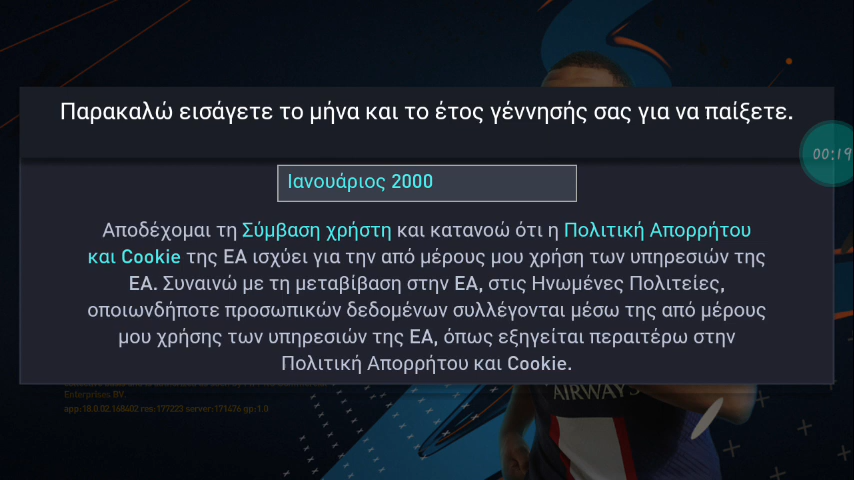 Παρακαλώ εισάγετε το μήνα και το έτος γέννησής σας για να παίξετε.
00:19
Ιανουάριος 2000
Αποδέχομαι τη Σύμβαση χρήστη και κατανοώ ότι η Πολιτική Απορρήτου
και Cookie της EA ισχύει για την από μέρους μου χρήση των υπηρεσιών της
EA. Συναινώ με τη μεταβίβαση στην EA, στις Ηνωμένες Πολιτείες,
οποιωνδήποτε προσωπικών δεδομένων συλλέγονται μέσω της από μέρους
μου χρήσης των υπηρεσιών της EA, όπως εξηγείται περαιτέρω στην
Πολιτική Απορρήτου και Cookie.
Enterprises BV.
app:18.0.02.168402 res:177223 server:171476 gp:1.0
AIRWAYS